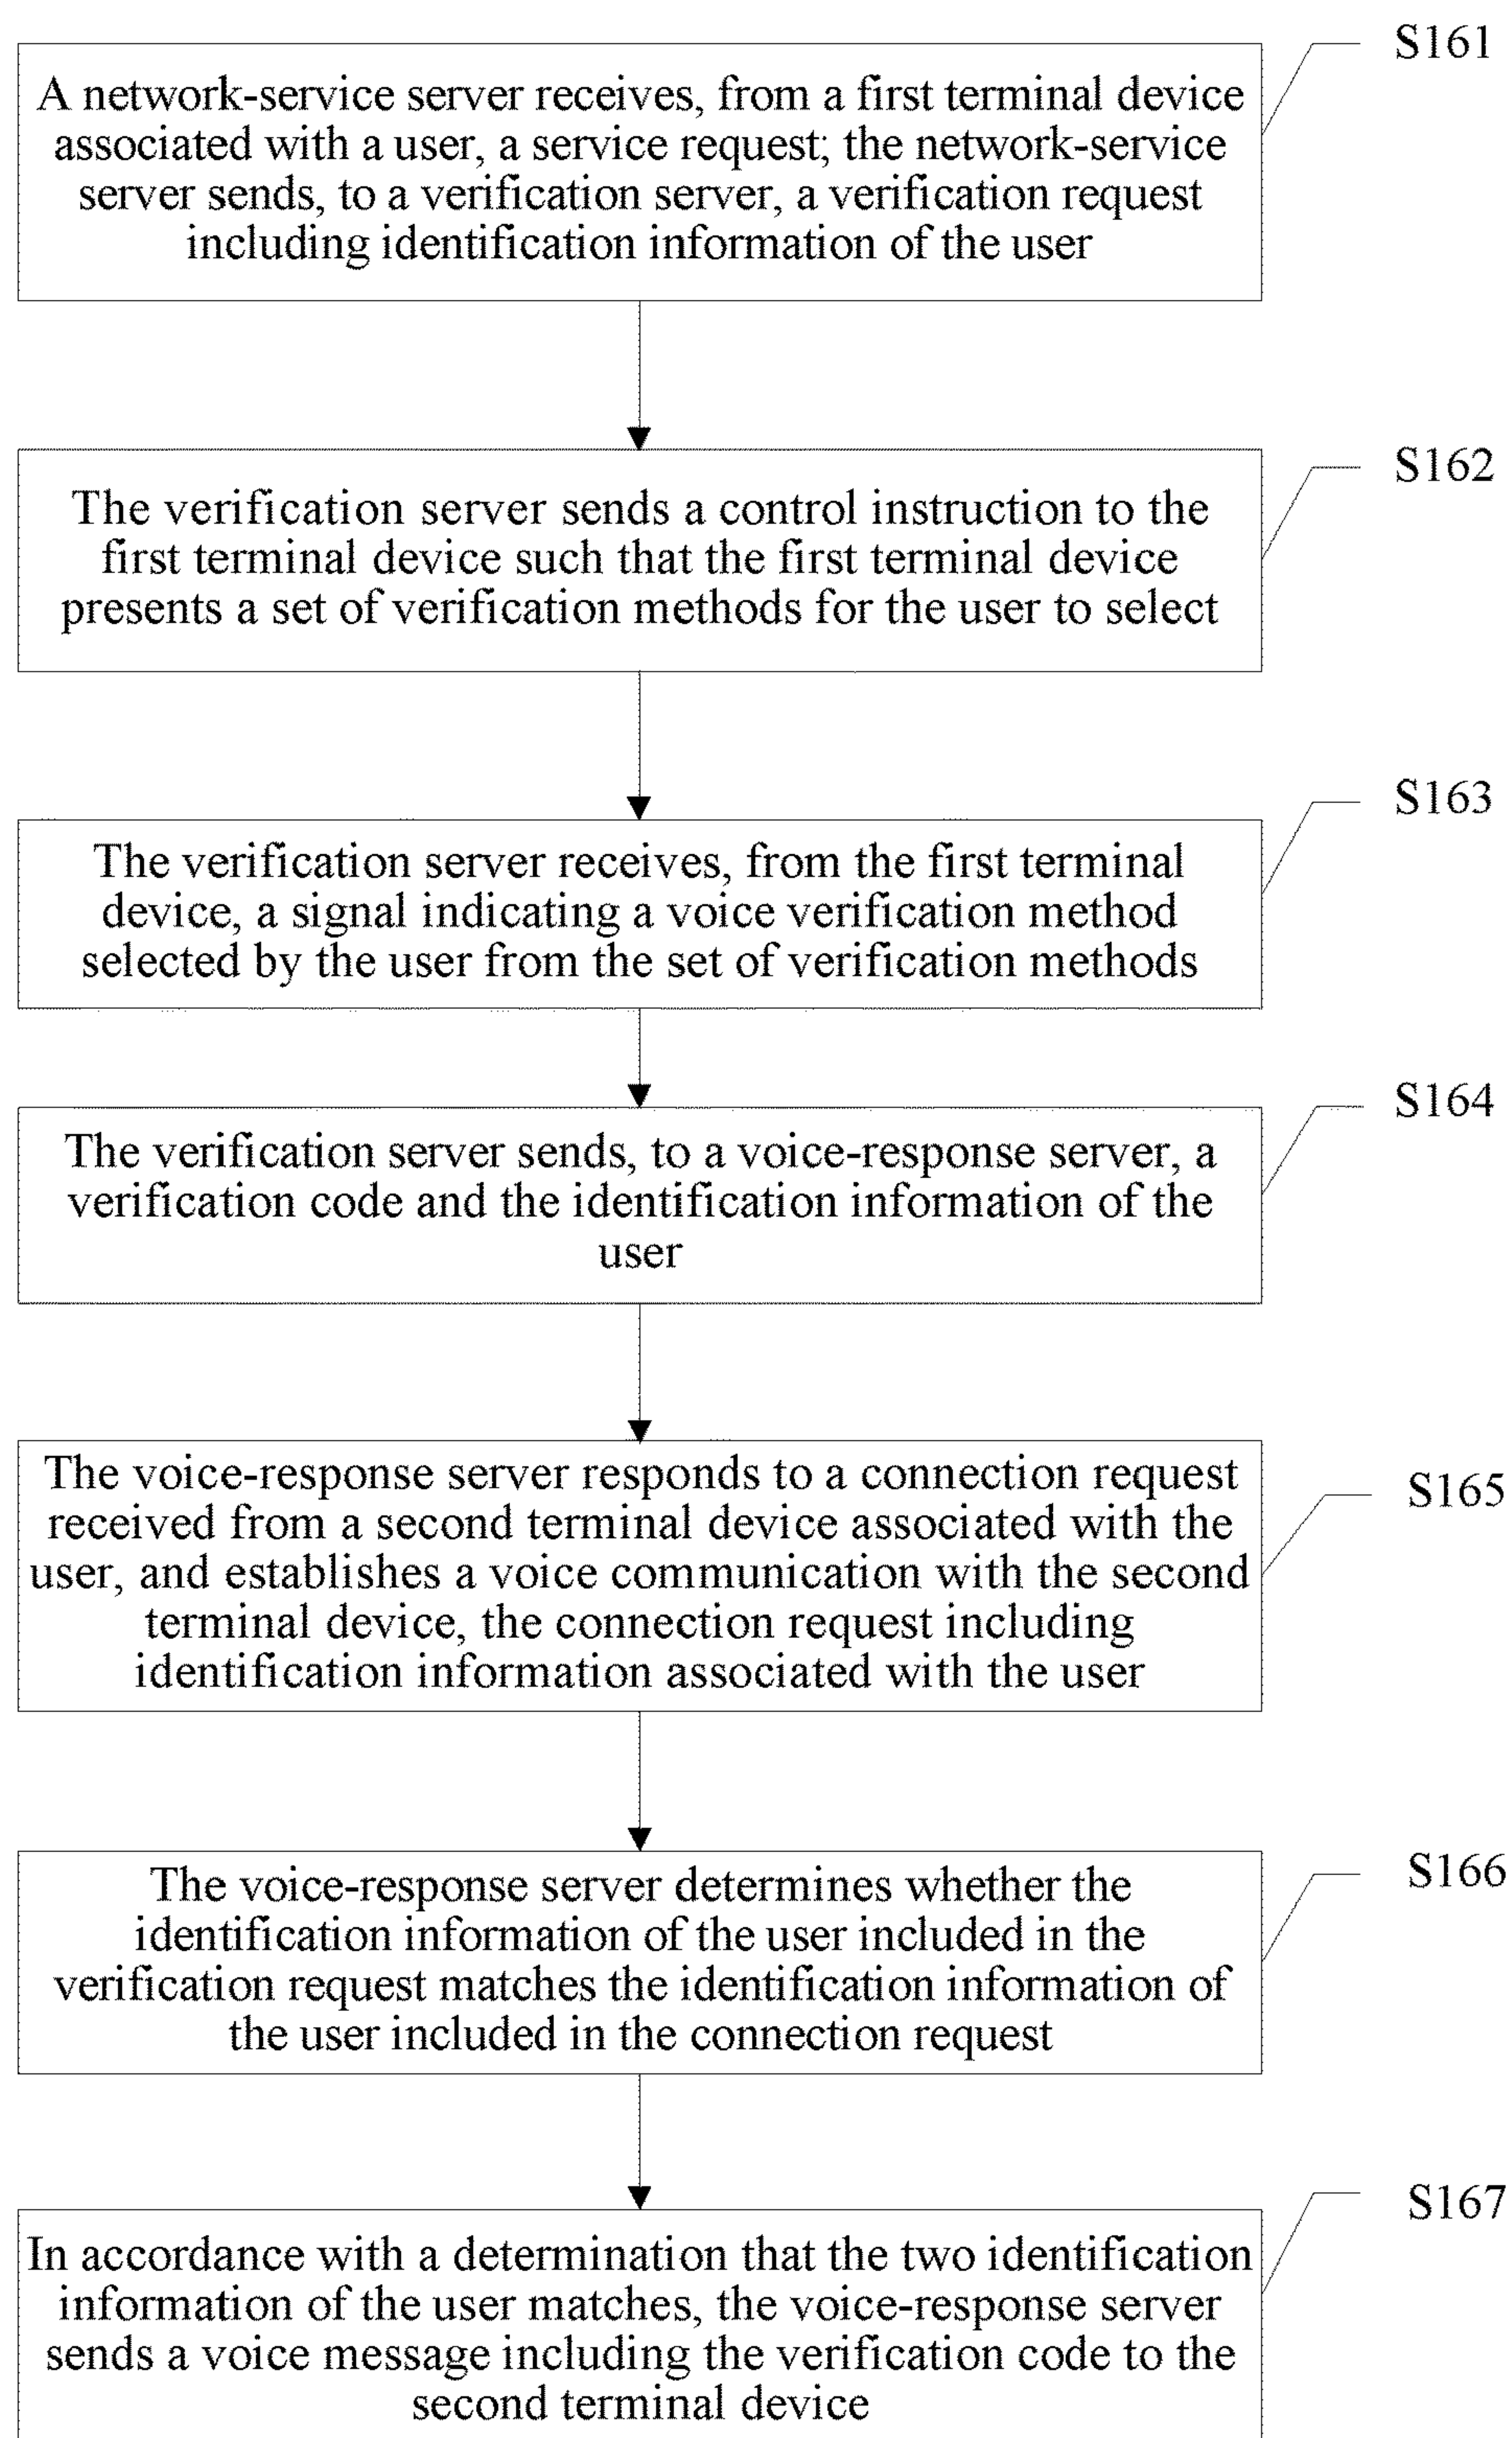 S161
A network-service server receives, from a first terminal device
associated with a user, a service request; the network-service
server sends, to a verification server, a verification request
including identification information of the user
S162
The verification server sends a control instruction to the
first terminal device such that the first terminal device
presents a set of verification methods for the user to select
S163
The verification server receives, from the first terminal
device, a signal indicating a voice verification method
selected by the user from the set of verification methods
S164
The verification server sends, to a voice-response server, a
verification code and the identification information of the
user
S165
The voice-response server responds to a connection request
received from a second terminal device associated with the
user, and establishes a voice communication with the second
terminal device, the connection request including
identification information associated with the user
S166
The voice-response server determines whether the
identification information of the user included in the
verification request matches the identification information of
the user included in the connection request
S167
In accordance with a determination that the two identification
information of the user matches, the voice-response server
sends a voice message including the verification code to the
second terminal device